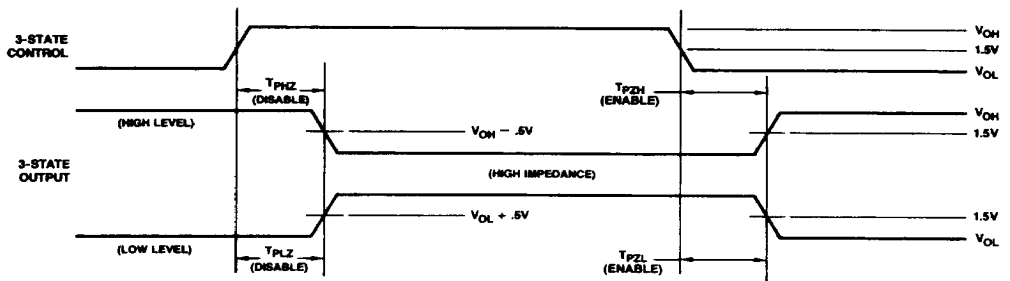 3-STATE
CONTROL
VOH
1.5V
VOL
TPHZ
(DISABLE)
TPZH
(ENABLE)
(HIGH LEVEL)
VOH − .5V
VOH
1.5V
3-STATE
OUTPUT
(HIGH IMPEDANCE)
VOL + .5V
1.5V
(LOW LEVEL)
VOL
TPLZ
(DISABLE)
TPZL
(ENABLE)